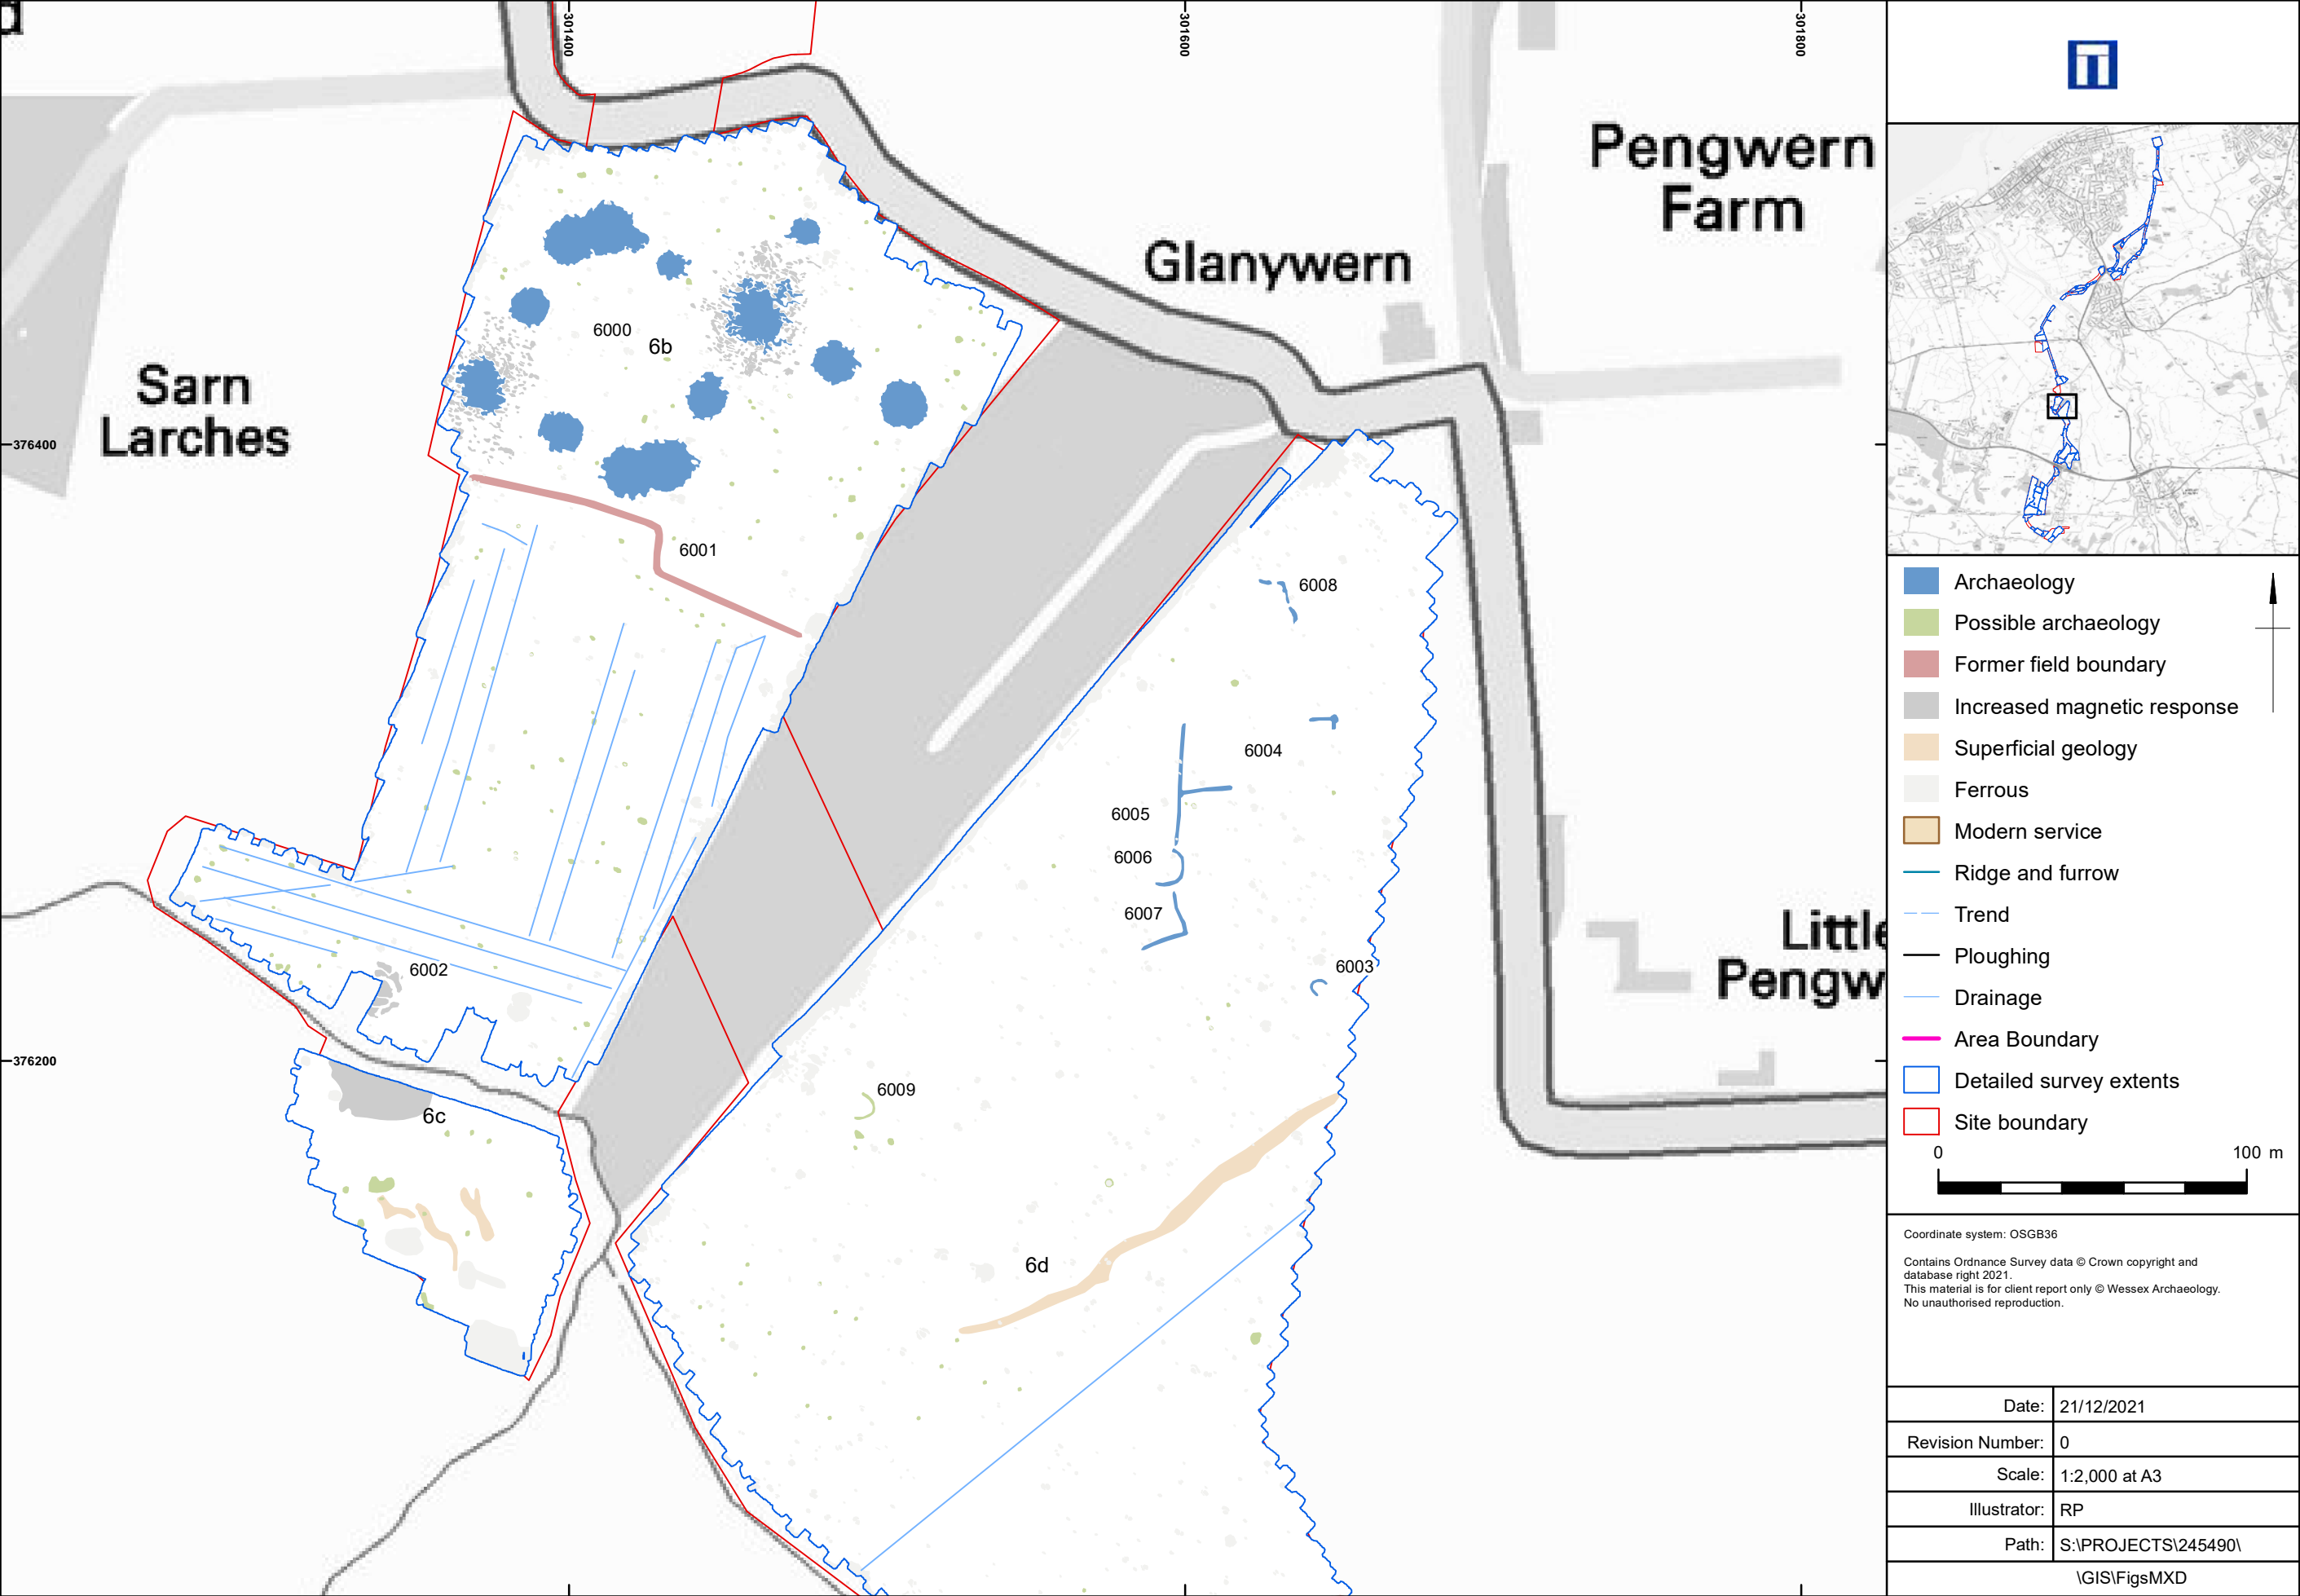 301400
301600
301800
Pengwern
Farm
Glanywern
6000
6b
Sarn
Larches
376400
6001
6008
6004
6005
6006
6007
6003
Little
Pengw
6002
376200
6009
6c
6d
Archaeology
Possible archaeology
Former field boundary
Increased magnetic response
Superficial geology
Ferrous
Modern service
Ridge and furrow
Trend
Ploughing
Drainage
Area Boundary
Detailed survey extents
Site boundary
0 100 m
Coordinate system: OSGB36
Contains Ordnance Survey data © Crown copyright and
database right 2021.
This material is for client report only © Wessex Archaeology.
No unauthorised reproduction.
Date: 21/12/2021
Revision Number: 0
Scale: 1:2,000 at A3
Illustrator: RP
Path: S:\PROJECTS\245490\
\GIS\FigsMXD